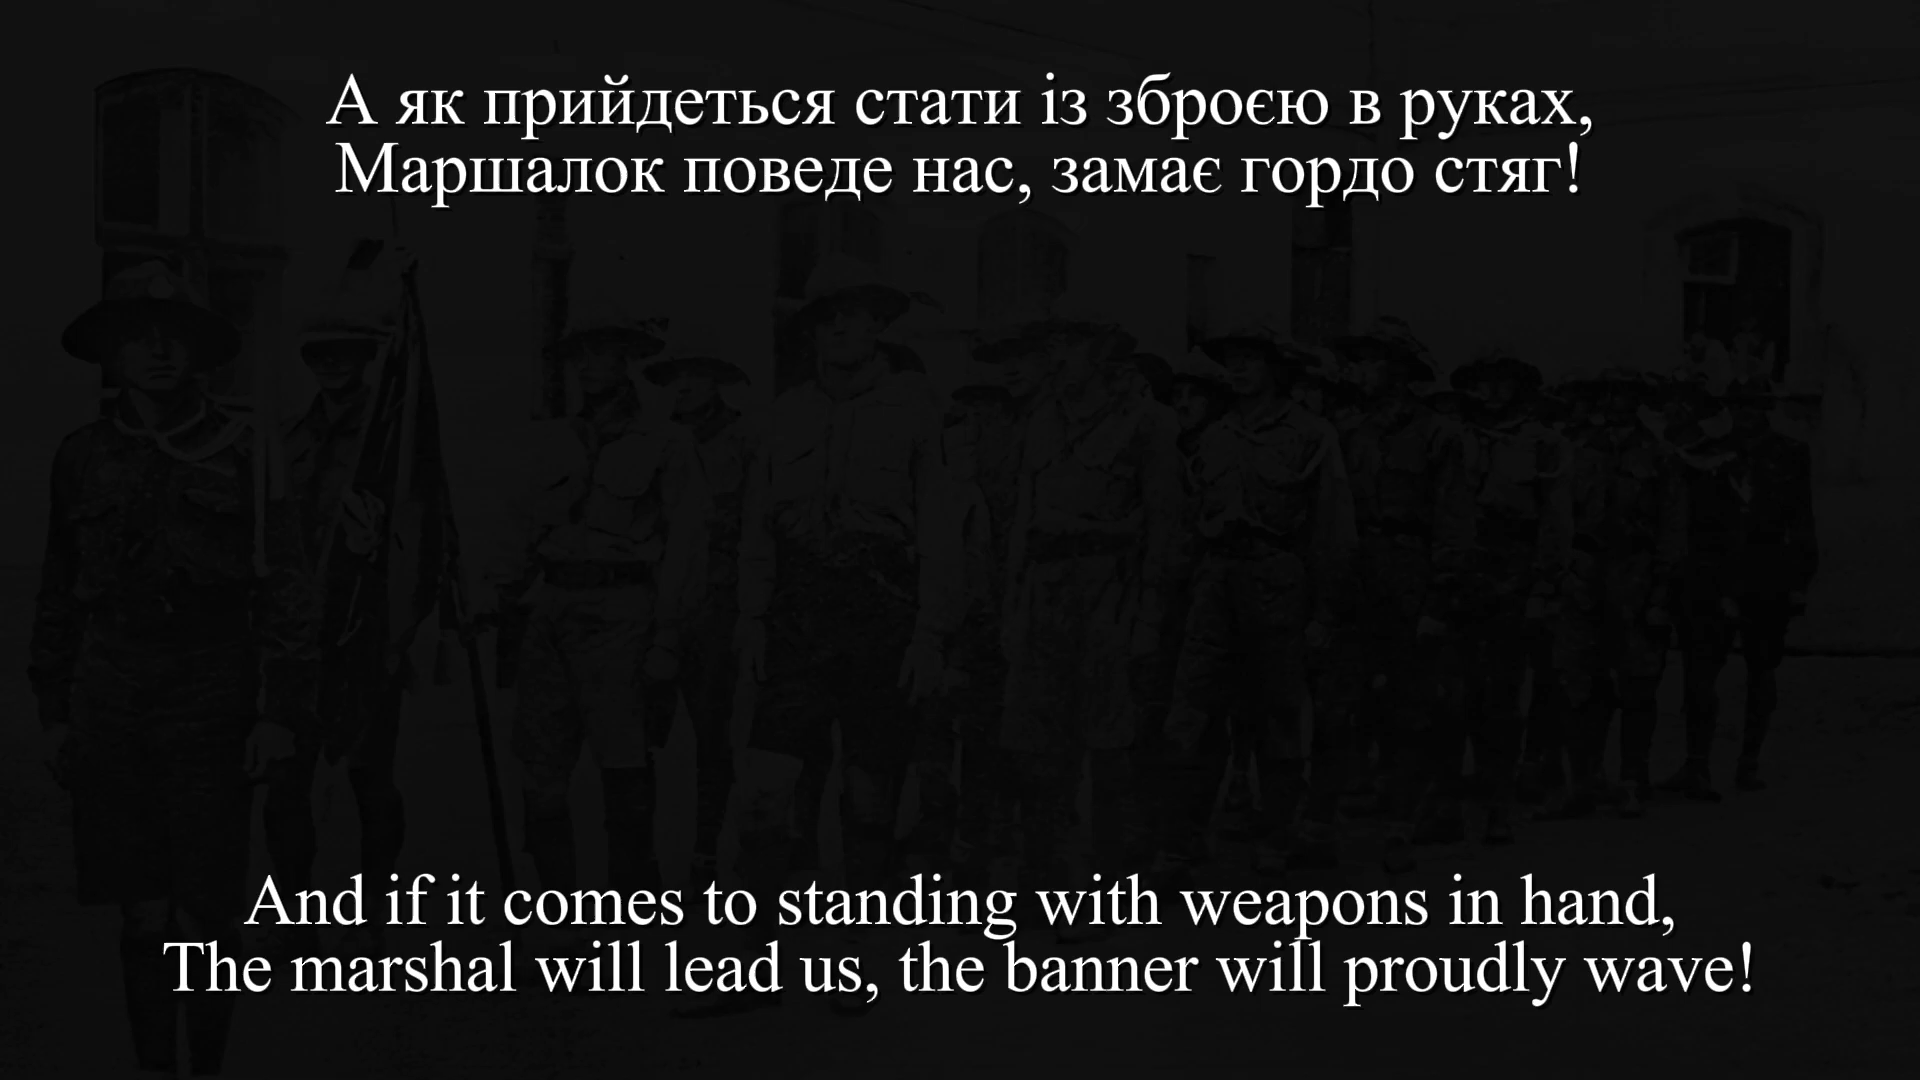 А як прийдеться стати із зброєю в руках,
Маршалок поведе нас, замає гордо стяг!
And if it comes to standing with weapons in hand,
The marshal will lead us, the banner will proudly wave!